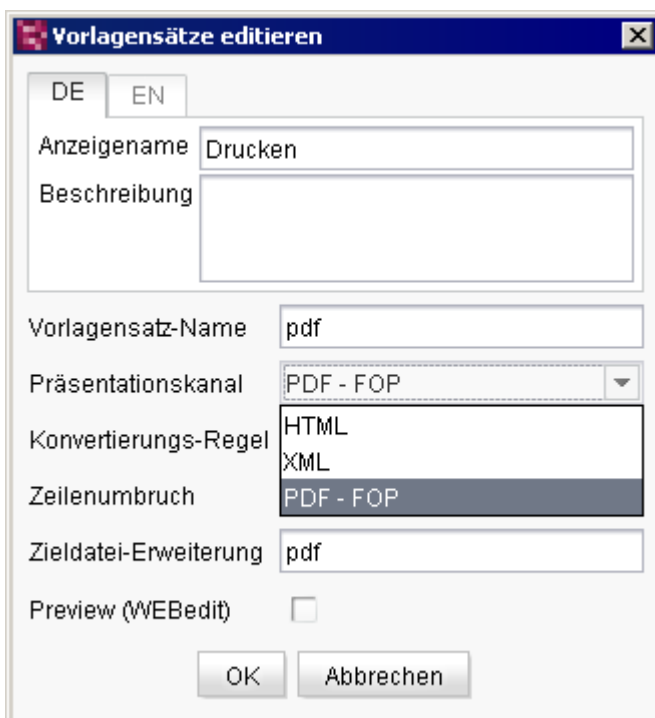 Vorlagensätze editieren
DE EN
Anzeigename Drucken
Beschreibung
Vorlagensatz-Name pdf
Präsentationskanal PDF - FOP
Konvertierungs-Regel HTML
XML
Zeilenumbruch PDF - FOP
Zieldatei-Erweiterung pdf
Preview (WEBedit)
OK Abbrechen